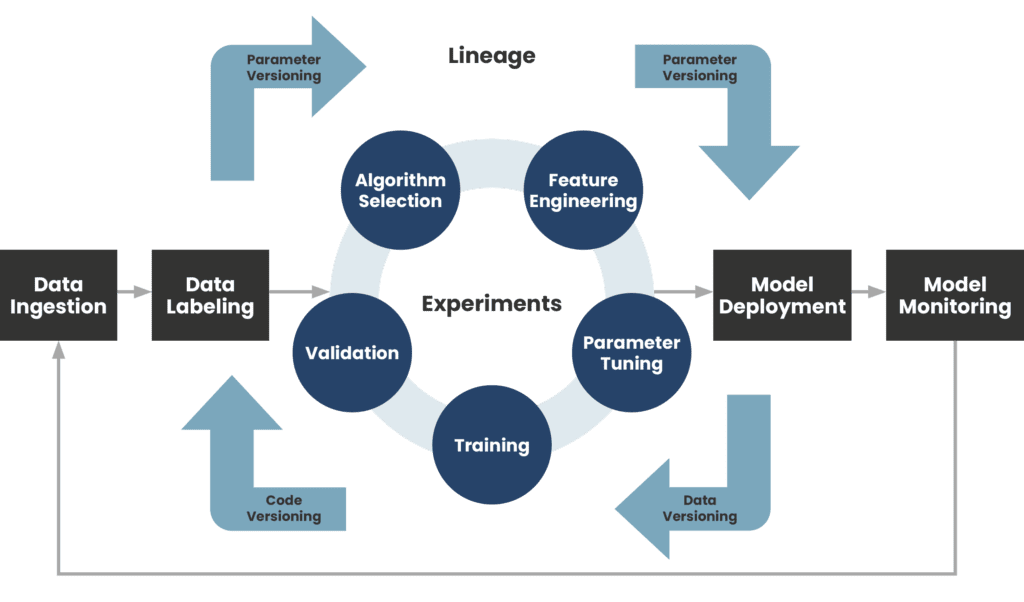 Lineage
Parameter
Versioning
Parameter
Versioning
Algorithm
Selection
Feature
Engineering
Data
Ingestion
Data
Labeling
Experiments
Model
Deployment
Model
Monitoring
Validation
Parameter
Tuning
Training
Code
Versioning
Data
Versioning